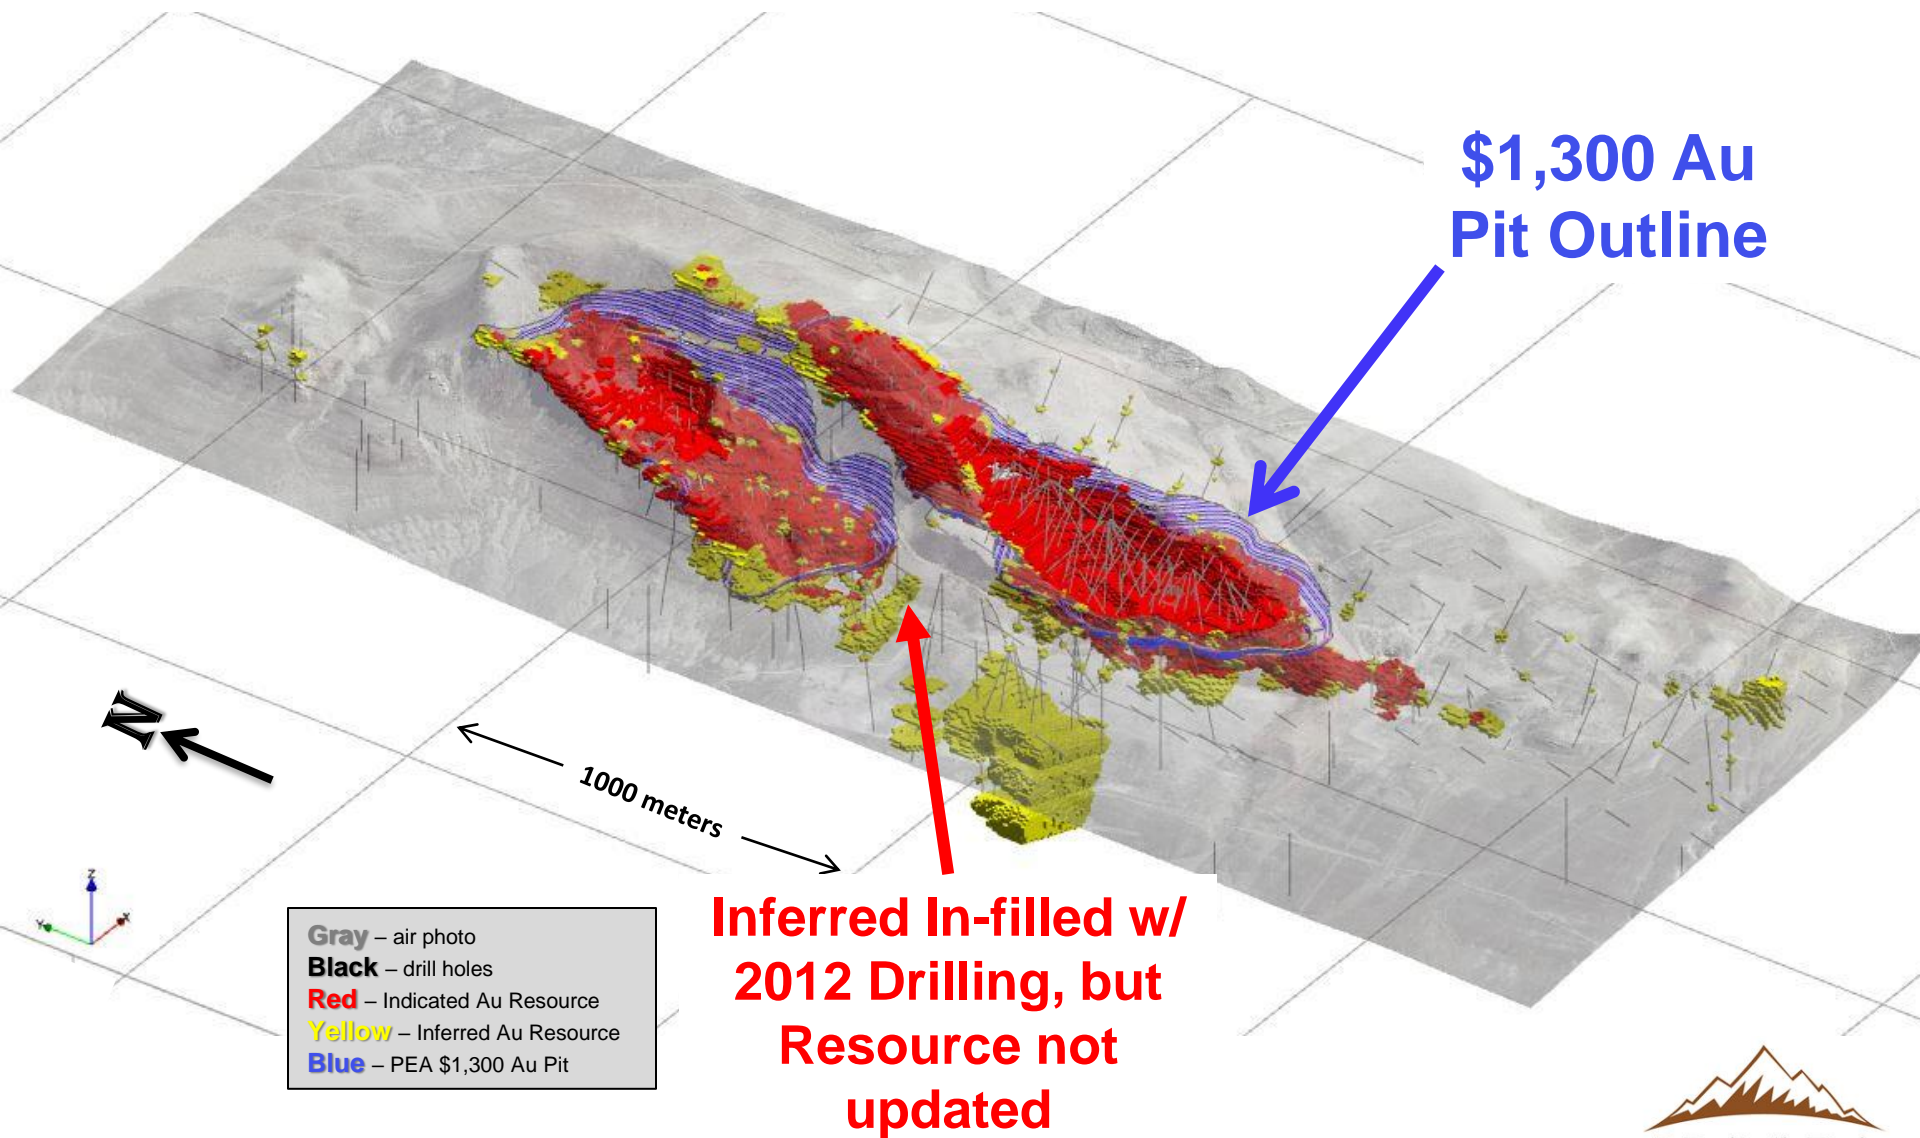 $1,300 Au
Pit Outline
N
1000 meters
Z
Y
X
Gray – air photo
Black – drill holes
Red – Indicated Au Resource
Yellow – Inferred Au Resource
Blue – PEA $1,300 Au Pit
Inferred In-filled w/
2012 Drilling, but
Resource not
updated